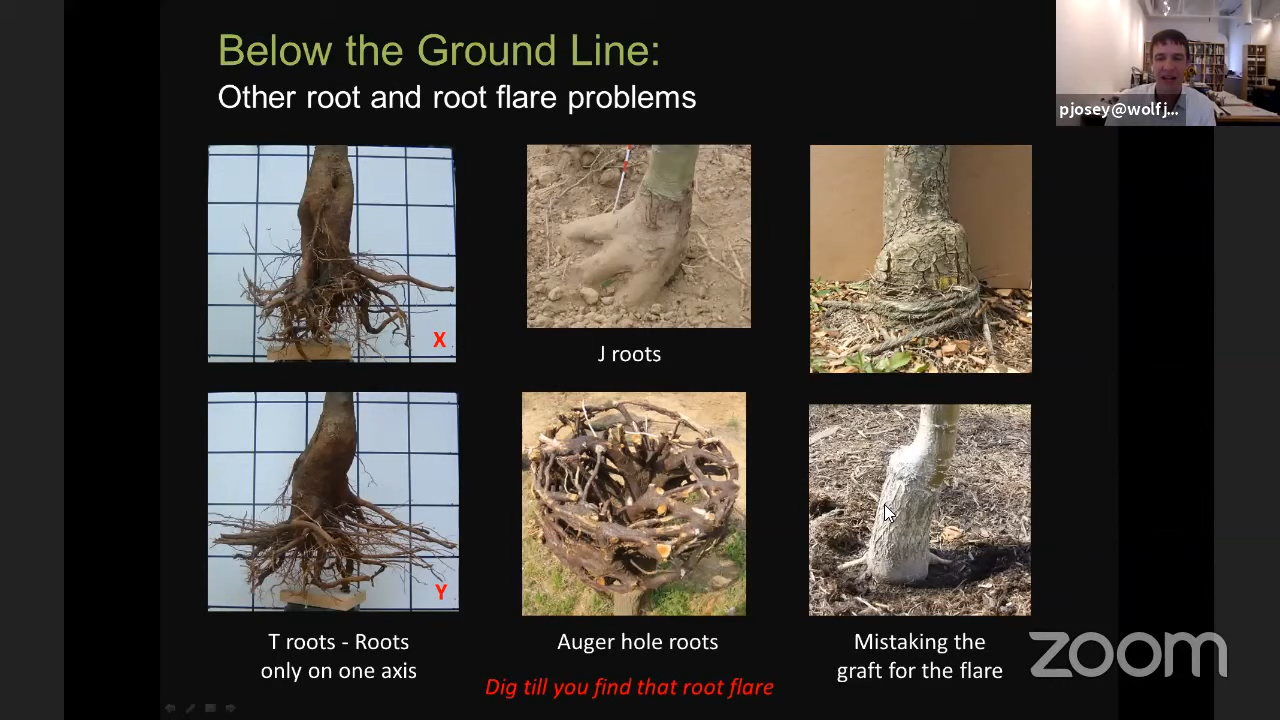 Below the Ground Line:
Other root and root flare problems
pjosey@wolfj...
X
J roots
Y
T roots - Roots
only on one axis
Auger hole roots
Mistaking the
graft for the flare
Dig till you find that root flare
zoom